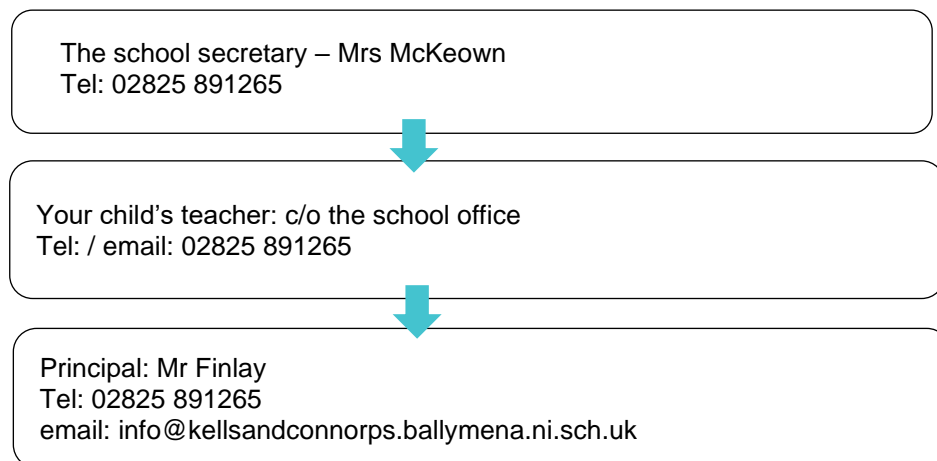 The school secretary – Mrs McKeown
Tel: 02825 891265
Your child's teacher: c/o the school office
Tel: / email: 02825 891265
Principal: Mr Finlay
Tel: 02825 891265
email: info@kellsandconnorps.ballymena.ni.sch.uk